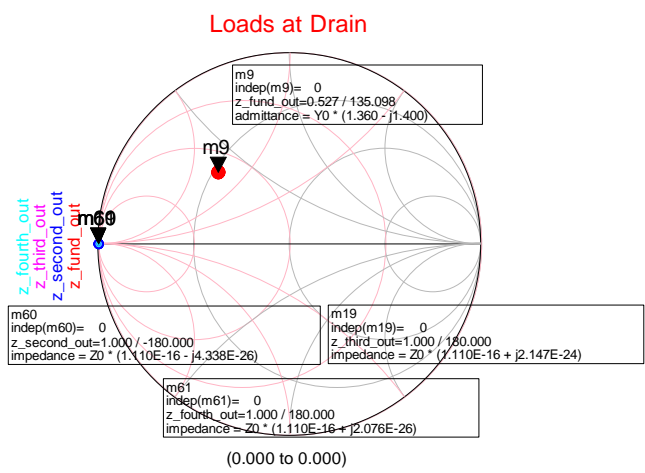 Loads at Drain
m9
indep(m9)= 0
z_fund_out=0.527 / 135.098
admittance = Y0 * (1.360 - j1.400)
m9
z_fourth_out
z_third_out
z_second_out
z_fund_out
m60
indep(m60)= 0
z_second_out=1.000 / -180.000
impedance = Z0 * (1.110E-16 - j4.338E-26)
m19
indep(m19)= 0
z_third_out=1.000 / 180.000
impedance = Z0 * (1.110E-16 + j2.147E-24)
m61
indep(m61)= 0
z_fourth_out=1.000 / 180.000
impedance = Z0 * (1.110E-16 + j2.076E-26)
(0.000 to 0.000)